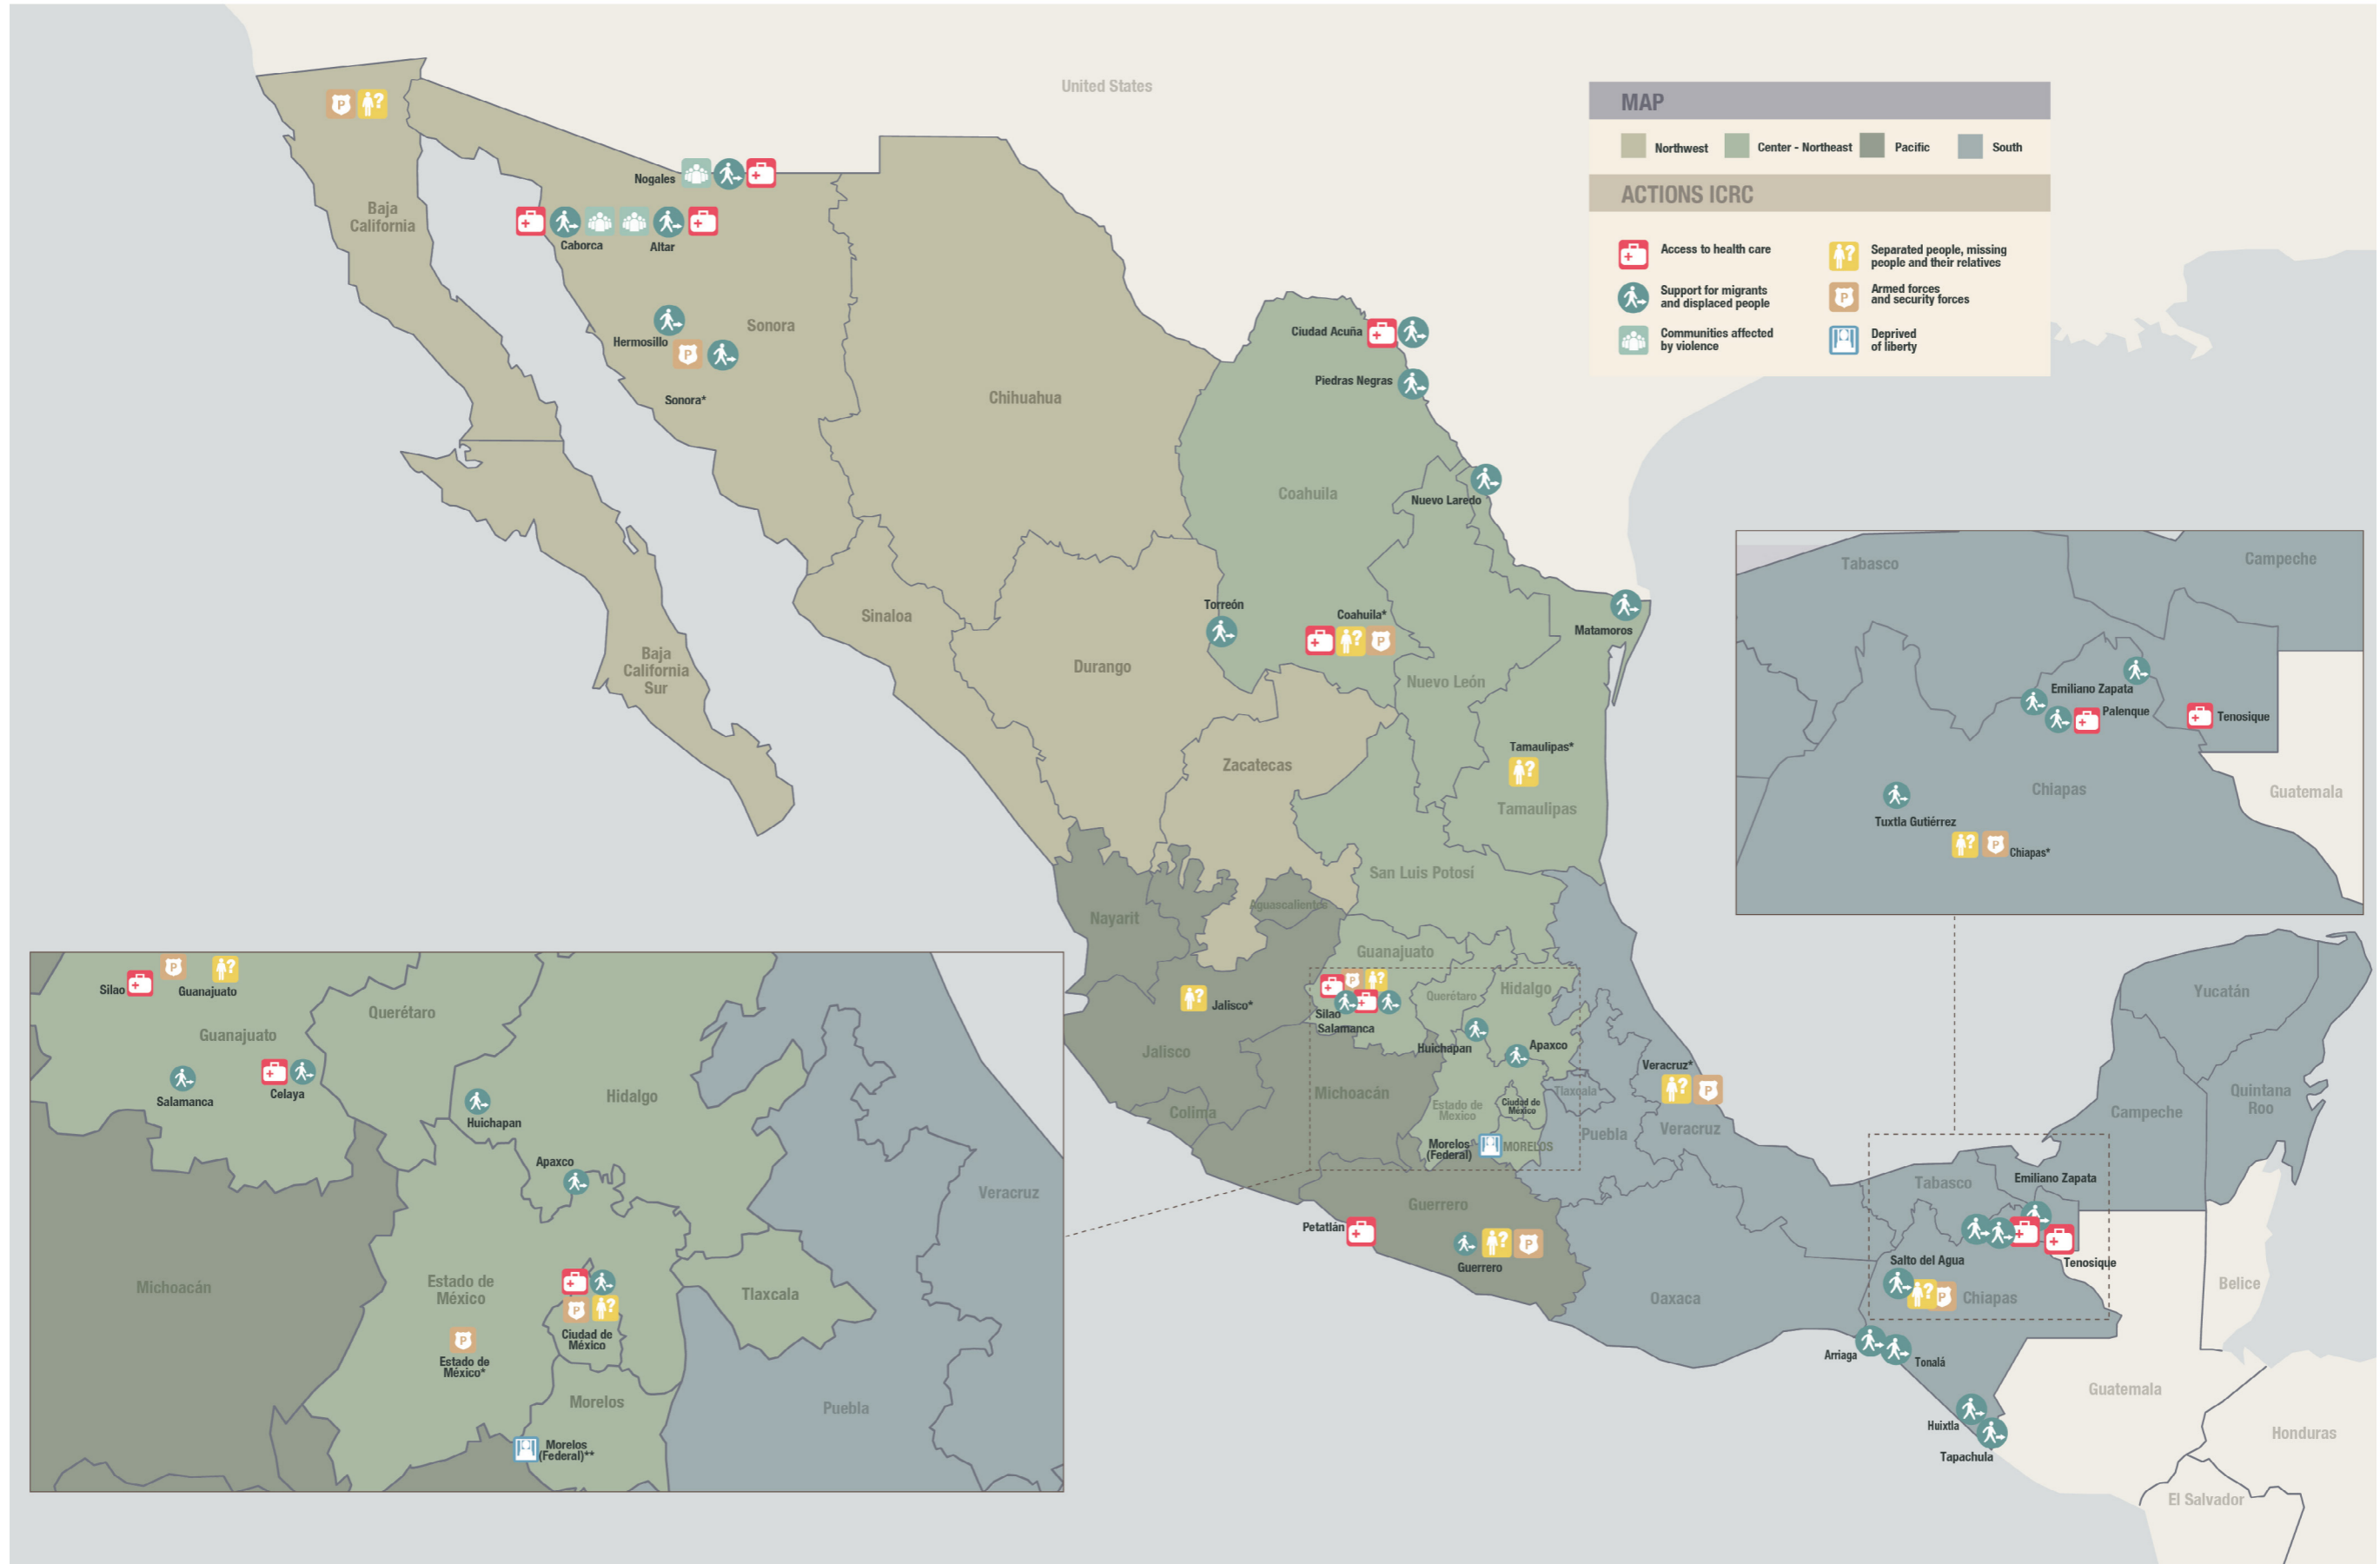 United States
MAP
Northwest
Center - Northeast
Pacific
South
ACTIONS ICRC
Access to health care
Separated people, missing
people and their relatives
Support for migrants
and displaced people
Armed forces
and security forces
Communities affected
by violence
Deprived
of liberty
Baja
California
Nogales
Caborca
Altar
Hermosillo
Sonora
Sonora*
Chihuahua
Ciudad Acuña
Piedras Negras
Coahuila
Nuevo Laredo
Sinaloa
Baja
California
Sur
Durango
Torreón
Coahuila*
Matamoros
Nuevo León
Zacatecas
Tamaulipas*
Tamaulipas
San Luis Potosí
Nayarit
Aguascalientes
Guanajuato
Jalisco*
Jalisco
Silao
Salamanca
Querétaro
Hidalgo
Huichapan
Apaxco
Michoacán
Colima
Estado de
Mexico
Ciudad de
México
Tlaxcala
Morelos
(Federal)
MORELOS
Puebla
Veracruz*
Veracruz
Guerrero
Petatlán
Guerrero
Oaxaca
Tabasco
Emiliano Zapata
Salto del Agua
Tenosique
Chiapas
Arriaga
Tonalá
Huixtla
Tapachula
Yucatán
Campeche
Quintana
Roo
Belice
Guatemala
Honduras
El Salvador
Tabasco
Campeche
Emiliano Zapata
Palenque
Tenosique
Chiapas
Guatemala
Tuxtla Gutiérrez
Chiapas*
Silao
Guanajuato
Guanajuato
Querétaro
Salamanca
Celaya
Huichapan
Hidalgo
Apaxco
Veracruz
Michoacán
Estado de
México
Tlaxcala
Ciudad de
México
Estado de
México*
Morelos
Puebla
Morelos
(Federal)**
P
P
P
P
P
P
P
P
P
P
P
P
P